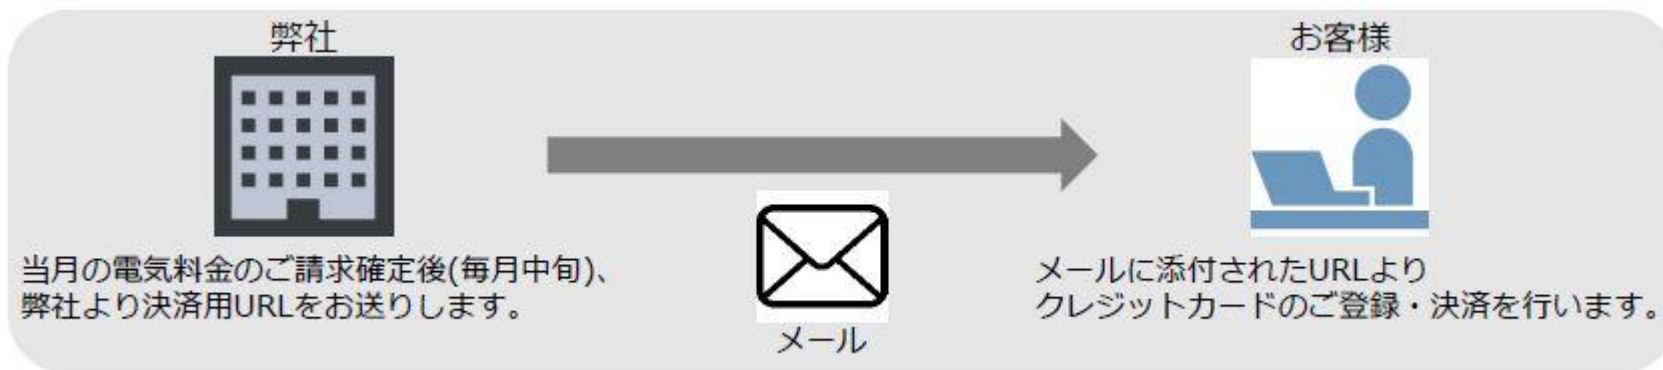 弊社
お客様
当月の電気料金のご請求確定後(毎月中旬)、
弊社より決済用URLをお送りします。
メール
メールに添付されたURLより
クレジットカードのご登録・決済を行います。